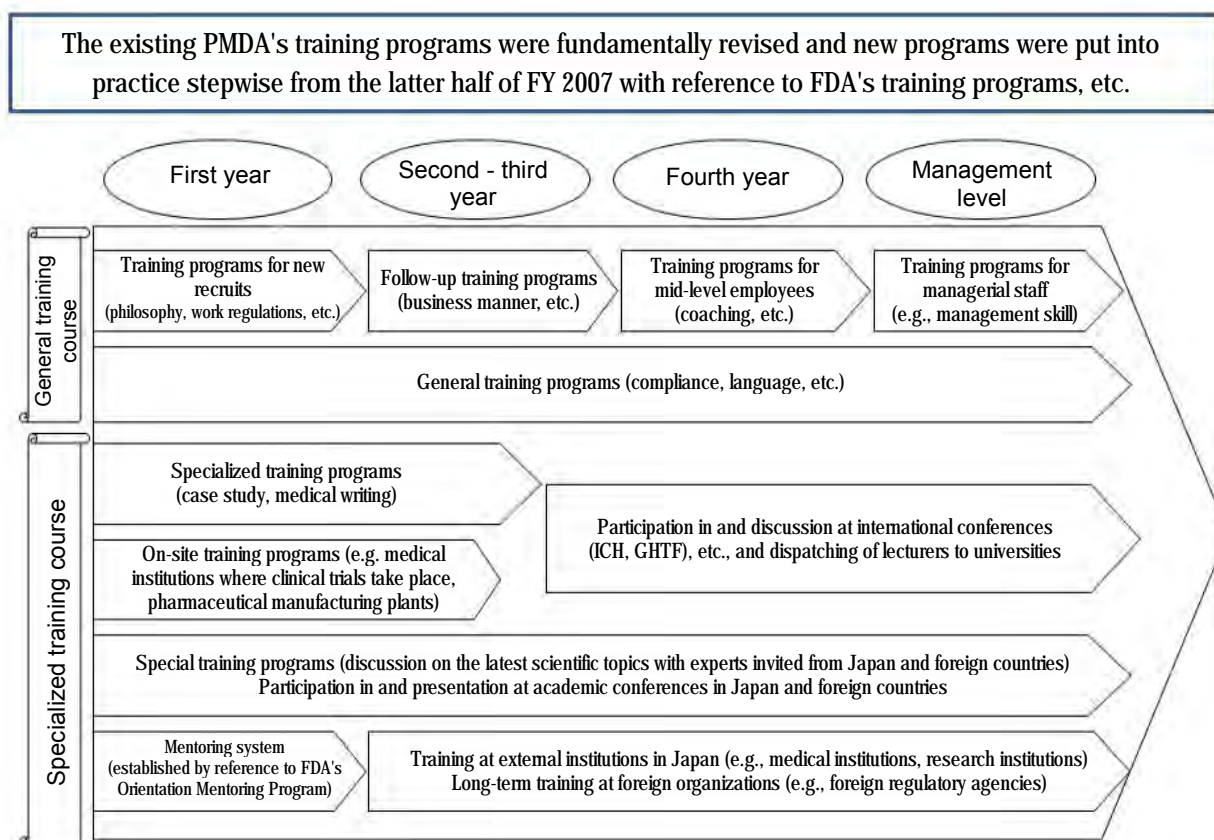 The existing PMDA's training programs were fundamentally revised and new programs were put into
practice stepwise from the latter half of FY 2007 with reference to FDA's training programs, etc.
First year
Second - third
year
Fourth year
Management
level
General training
course
Training programs for new
recruits
(philosophy, work regulations, etc.)
Follow-up training programs
(business manner, etc.)
Training programs for
mid-level employees
(coaching, etc.)
Training programs for
managerial staff
(e.g., management skill)
General training programs (compliance, language, etc.)
Specialized training course
Specialized training programs
(case study, medical writing)
On-site training programs (e.g. medical
institutions where clinical trials take place,
pharmaceutical manufacturing plants)
Participation in and discussion at international conferences
(ICH, GHTF), etc., and dispatching of lecturers to universities
Special training programs (discussion on the latest scientific topics with experts invited from Japan and foreign countries)
Participation in and presentation at academic conferences in Japan and foreign countries
Mentoring system
(established by reference to FDA's
Orientation Mentoring Program)
Training at external institutions in Japan (e.g., medical institutions, research institutions)
Long-term training at foreign organizations (e.g., foreign regulatory agencies)